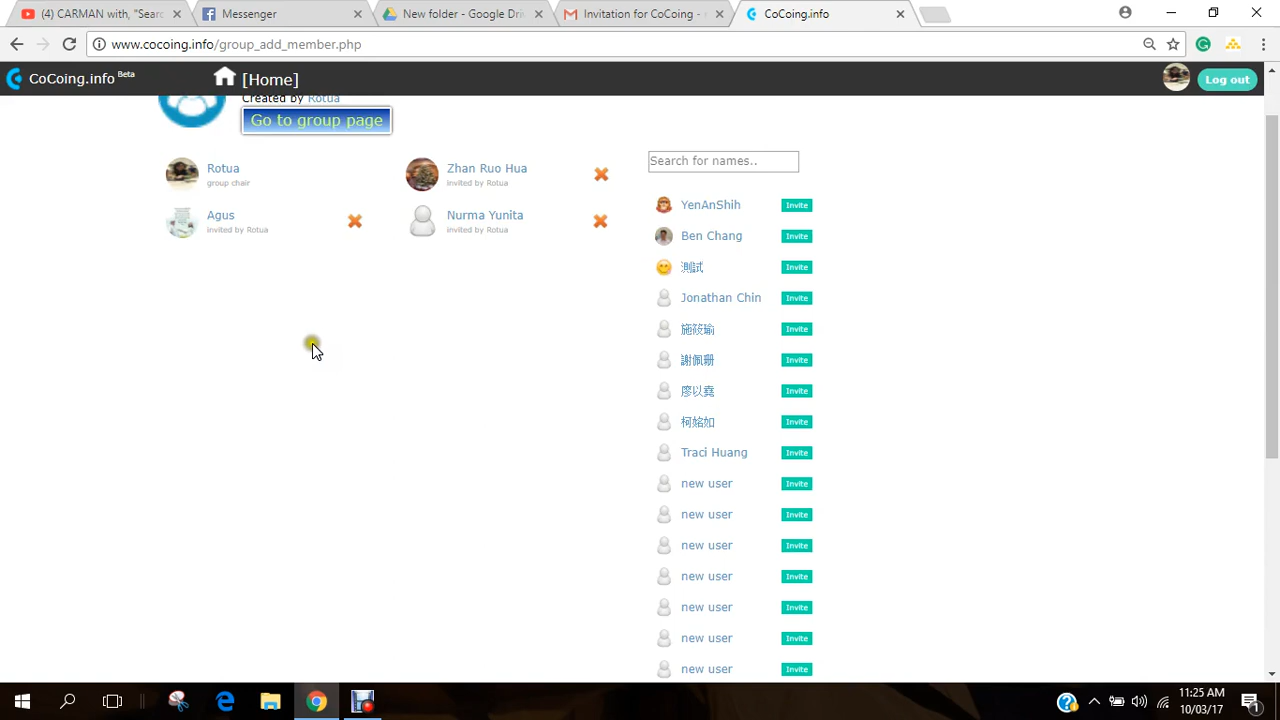 (4) CARMAN with, "Search
Messenger
New folder - Google Dri
Invitation for CoCoing -
CoCoing.info
www.cocoing.info/group_add_member.php
CoCoing.info Beta
[Home]
Log out
Created by Rotua
Go to group page
Rotua
group chair
Zhan Ruo Hua
invited by Rotua
Agus
invited by Rotua
Nurma Yunita
invited by Rotua
Search for names..
YenAnShih Invite
Ben Chang Invite
測試 Invite
Jonathan Chin Invite
施筱瑜 Invite
謝佩珊 Invite
廖以堯 Invite
Invite
Traci Huang Invite
new user Invite
new user Invite
new user Invite
new user Invite
new user Invite
new user Invite
new user Invite
11:25 AM
10/03/17